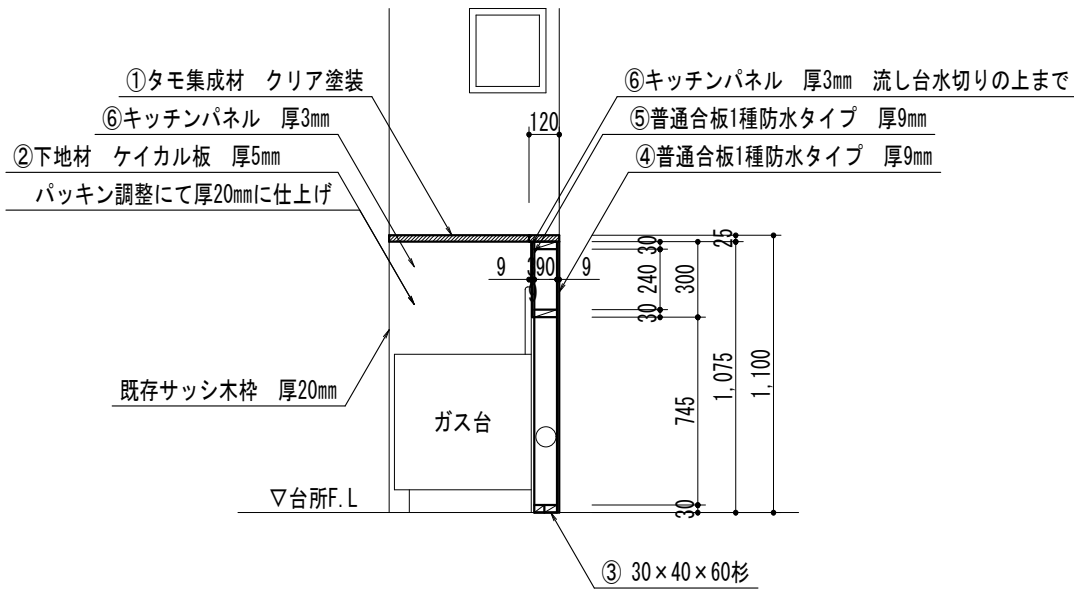 ①タモ集成材　クリア塗装
⑥キッチンパネル　厚3㎜
②下地材　ケイカル板　厚5㎜
パッキン調整にて厚20㎜に仕上げ
⑥キッチンパネル　厚3㎜　流し台水切りの上まで
⑤普通合板1種防水タイプ　厚9㎜
④普通合板1種防水タイプ　厚9㎜
120
9
90
9
30
240
30
300
745
30
25
1,075
1,100
既存サッシ木枠　厚20㎜
ガス台
▽台所F.L
③ 30×40×60杉